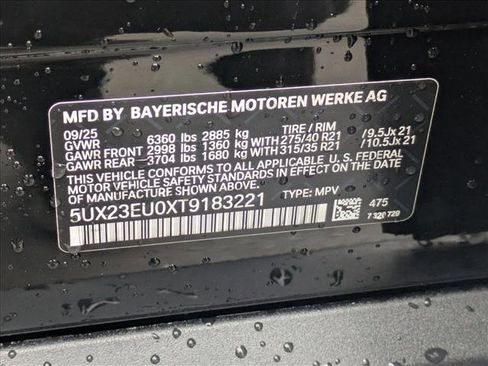 MFD BY BAYERISCHE MOTOREN WERKE AG
09/25
GVWR 6360 lbs 2885 kg TIRE / RIM
GAWR FRONT 2998 lbs 1360 kg WITH 275/40 R21 /9.5Jx21
GAWR REAR 3704 lbs 1680 kg WITH 315/35 R21 /10.5Jx21
THIS VEHICLE CONFORMS TO ALL APPLICABLE U. S. FEDERAL
MOTOR VEHICLE SAFETY STANDARDS
IN EFFECT ON THE DATE OF MANUFACTURE SHOWN ABOVE.
5UX23EU0XT9183221 TYPE: MPV
475
7 320 729